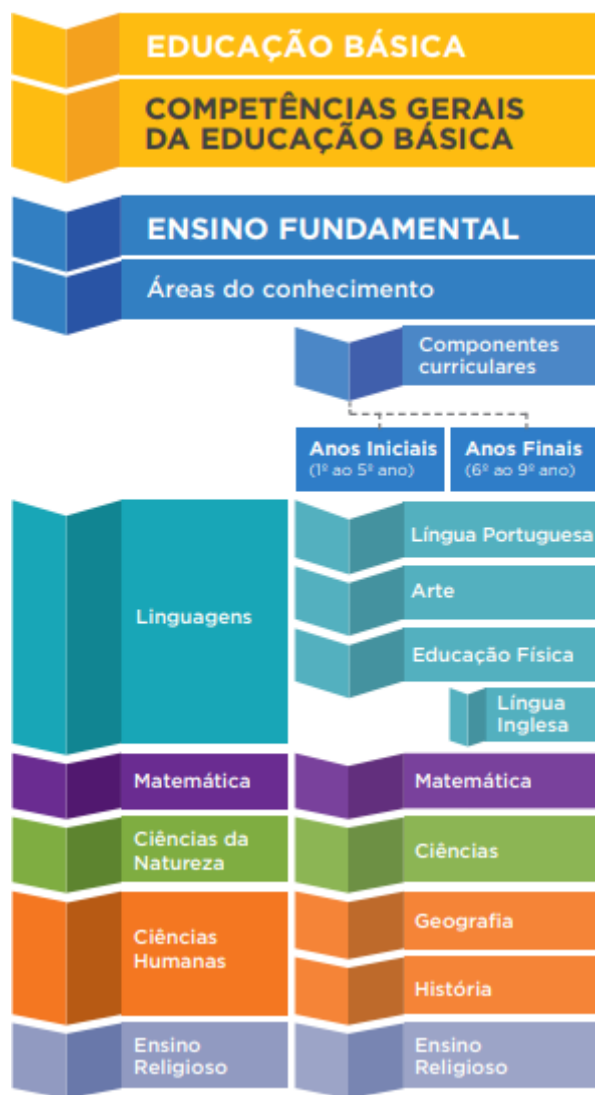 EDUCAÇÃO BÁSICA
COMPETÊNCIAS GERAIS
DA EDUCAÇÃO BÁSICA
ENSINO FUNDAMENTAL
Áreas do conhecimento
Componentes
curriculares
Anos Iniciais
(1º ao 5º ano)
Anos Finais
(6º ao 9º ano)
Linguagens
Língua Portuguesa
Arte
Educação Física
Língua
Inglesa
Matemática
Matemática
Ciências da
Natureza
Ciências
Ciências
Humanas
Geografia
História
Ensino
Religioso
Ensino
Religioso